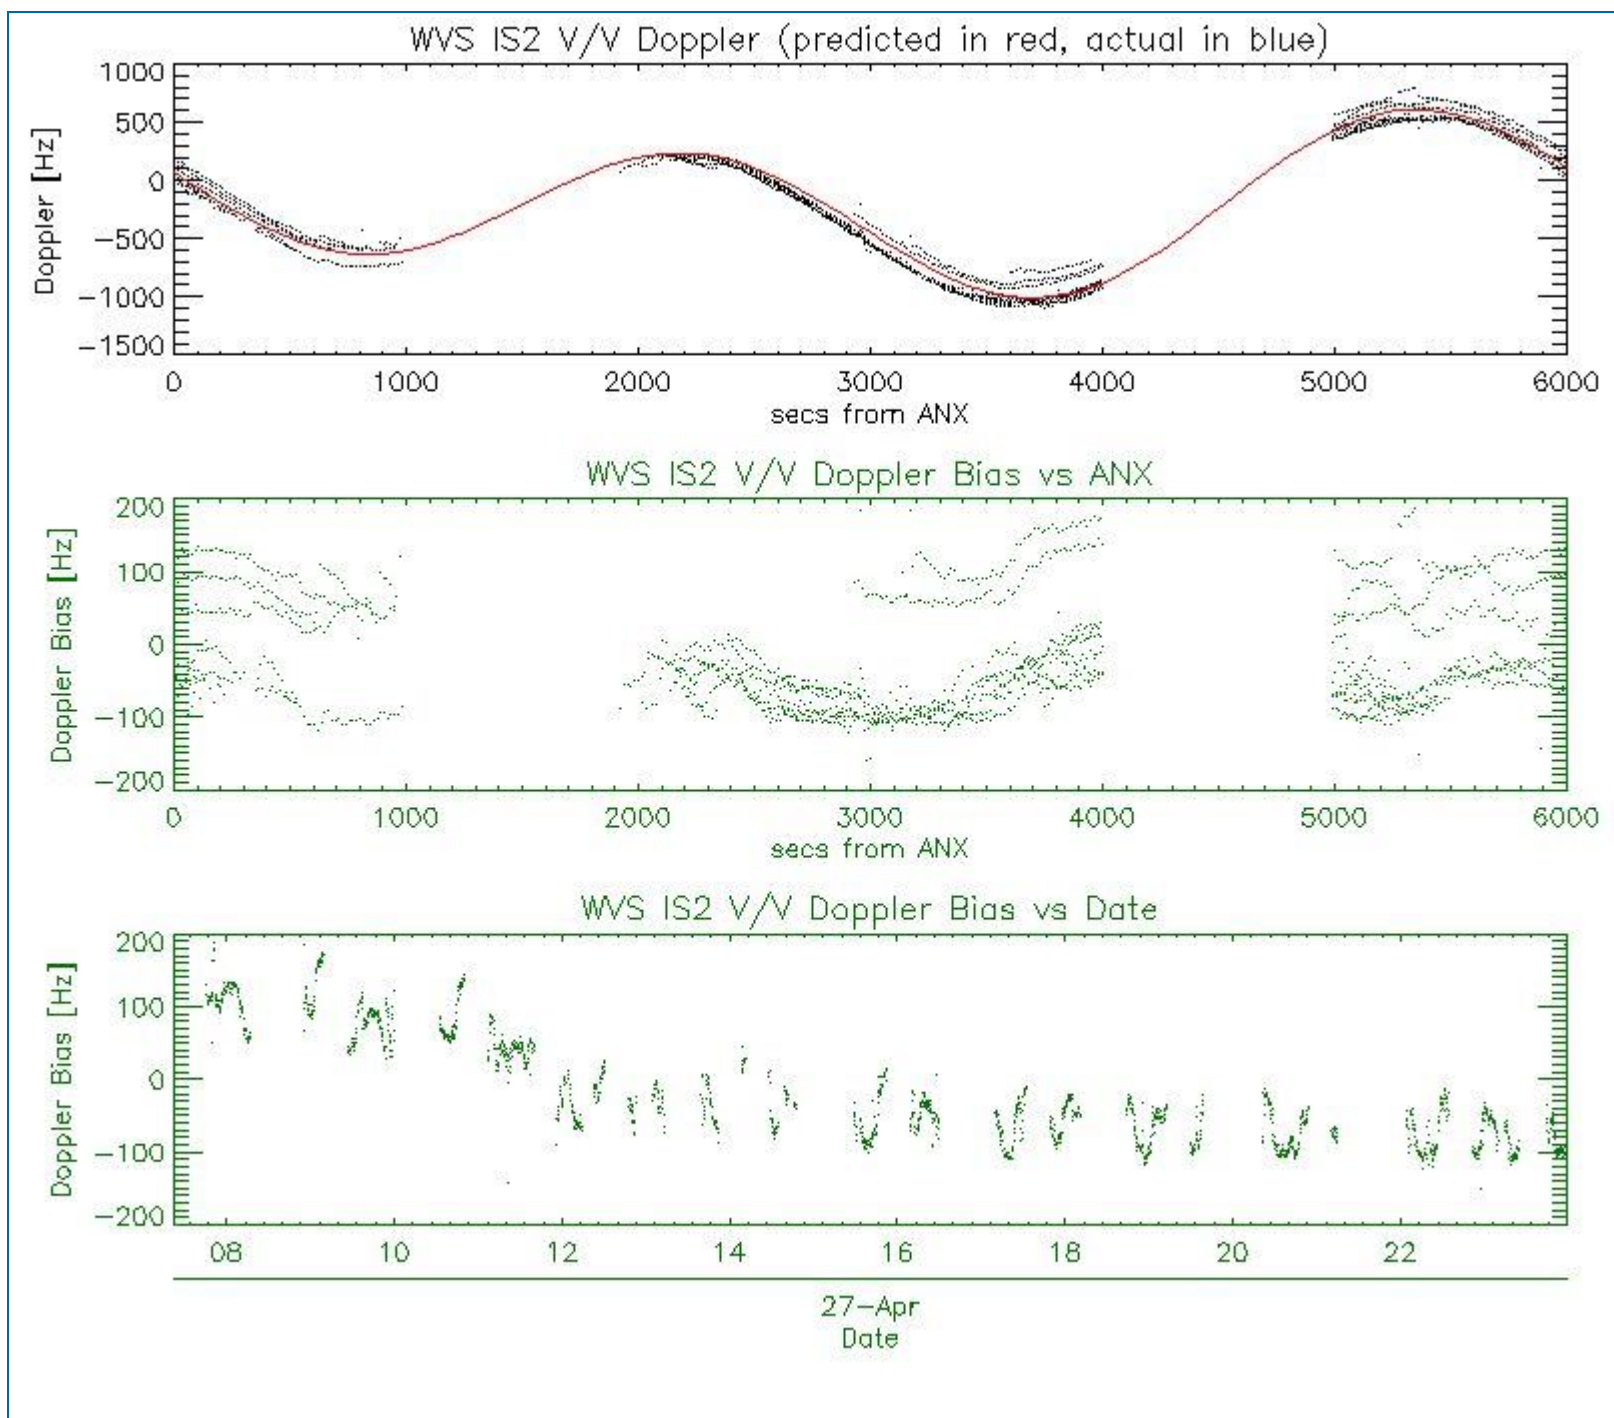 WVS IS2 V/V Doppler (predicted in red, actual in blue)
1000
500
0
-500
-1000
-1500
Doppler [Hz]
0 1000 2000 3000 4000 5000 6000
secs from ANX
WVS IS2 V/V Doppler Bias vs ANX
200
100
0
-100
-200
Doppler Bias [Hz]
0 1000 2000 3000 4000 5000 6000
secs from ANX
WVS IS2 V/V Doppler Bias vs Date
200
100
0
-100
-200
Doppler Bias [Hz]
08 10 12 14 16 18 20 22
27-Apr
Date